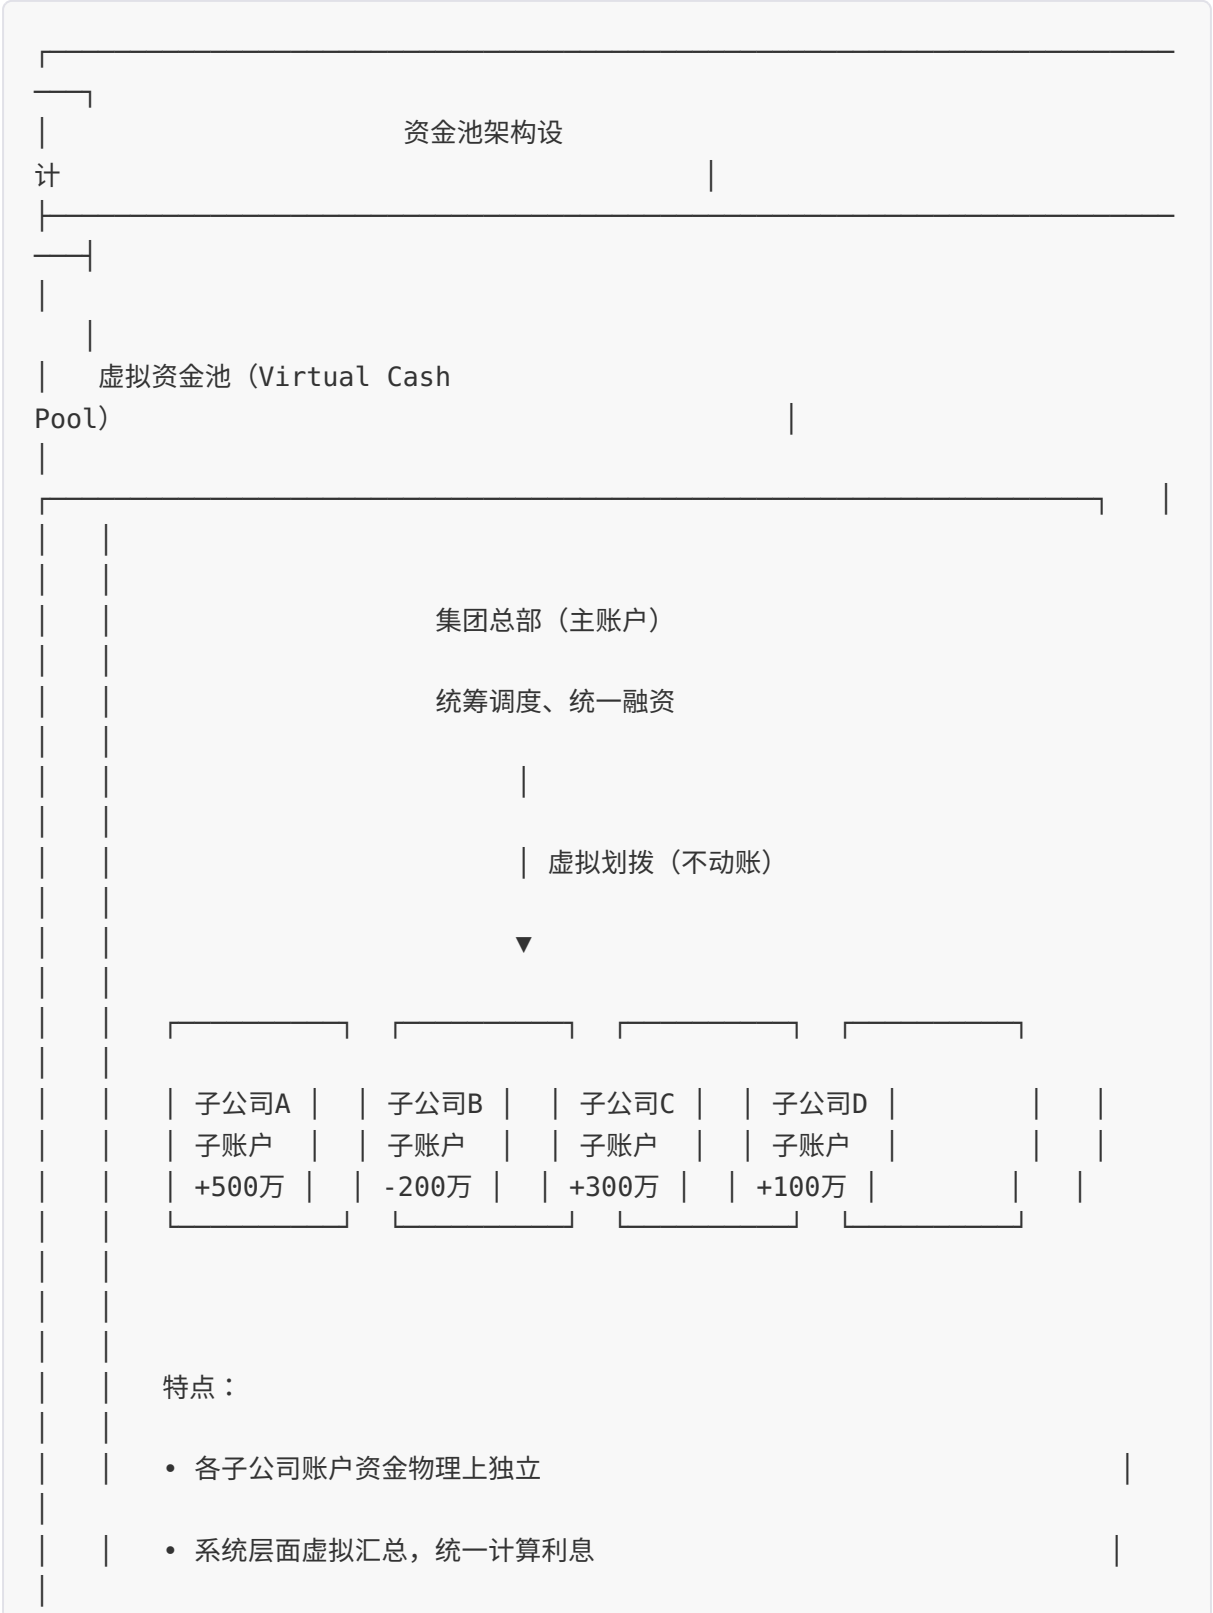 资金池架构设
计
虚拟资金池（Virtual Cash
Pool）
集团总部（主账户）
统筹调度、统一融资
虚拟划拨（不动账）
▼
│ 子公司A │ │ 子公司B │ │ 子公司C │ │ 子公司D │
│ 子账户 │ │ 子账户 │ │ 子账户 │ │ 子账户 │
│ +500万 │ │ -200万 │ │ +300万 │ │ +100万 │
特点：
• 各子公司账户资金物理上独立
• 系统层面虚拟汇总，统一计算利息